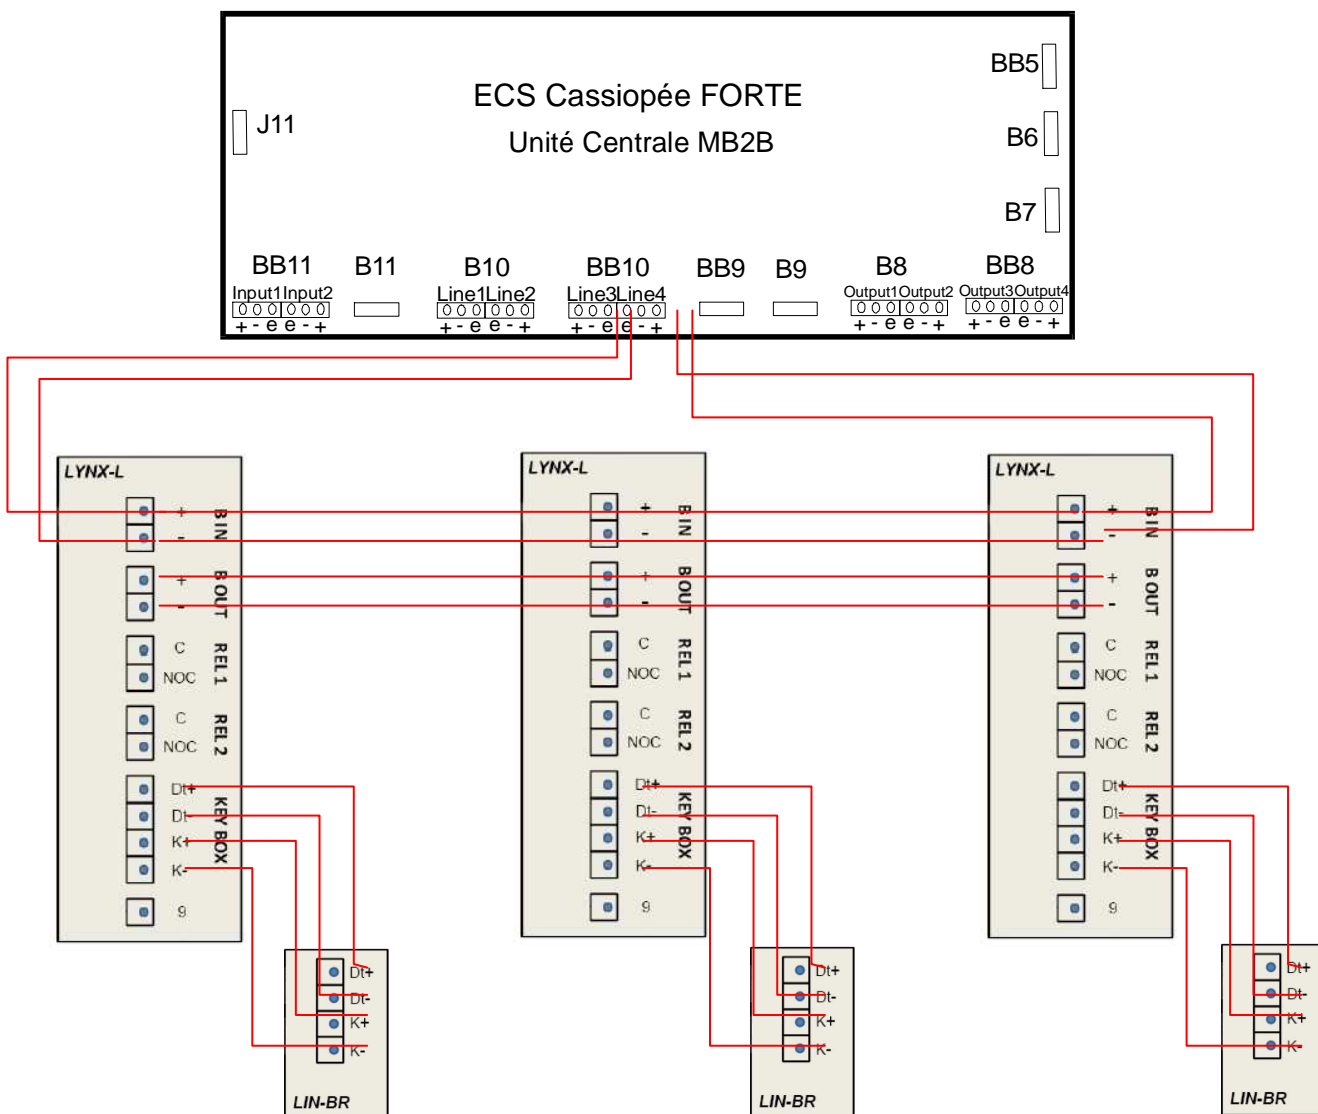 ECS Cassiopée FORTE
Unité Centrale MB2B
J11
BB5
B6
B7
BB11
B11
B10
BB10
BB9
B9
B8
BB8
Input1 Input2
Line1 Line2
Line3 Line4
Output1 Output2
Output3 Output4
+ - e e - +
+ - e e - +
+ - e e - +
+ - e e - +
+ - e e - +
LYNX-L
+
-
B IN
+
-
B OUT
C
NOC
REL 1
C
NOC
REL 2
Dt+
Dt-
K+
K-
KEY BOX
9
LYNX-L
+
-
B IN
+
-
B OUT
C
NOC
REL 1
C
NOC
REL 2
Dt+
Dt-
K+
K-
KEY BOX
9
LYNX-L
+
-
B IN
+
-
B OUT
C
NOC
REL 1
C
NOC
REL 2
Dt+
Dt-
K+
K-
KEY BOX
9
Dt+
Dt-
K+
K-
LIN-BR
Dt+
Dt-
K+
K-
LIN-BR
Dt+
Dt-
K+
K-
LIN-BR